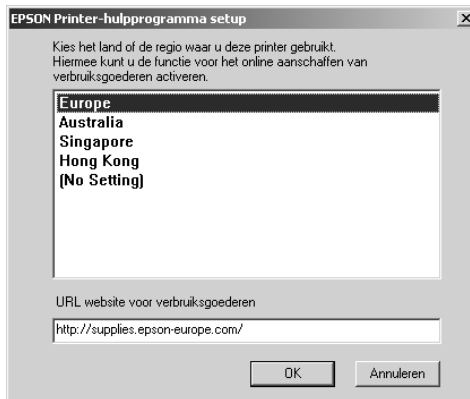 EPSON Printer-hulpprogramma setup
Kies het land of de regio waar u deze printer gebruikt.
Hiermee kunt u de functie voor het online aanschaffen van
verbruiksgoederen activeren.
Europe
Australia
Singapore
Hong Kong
(No Setting)
URL website voor verbruiksgoederen
http://supplies.epson-europe.com/
OK Annuleren